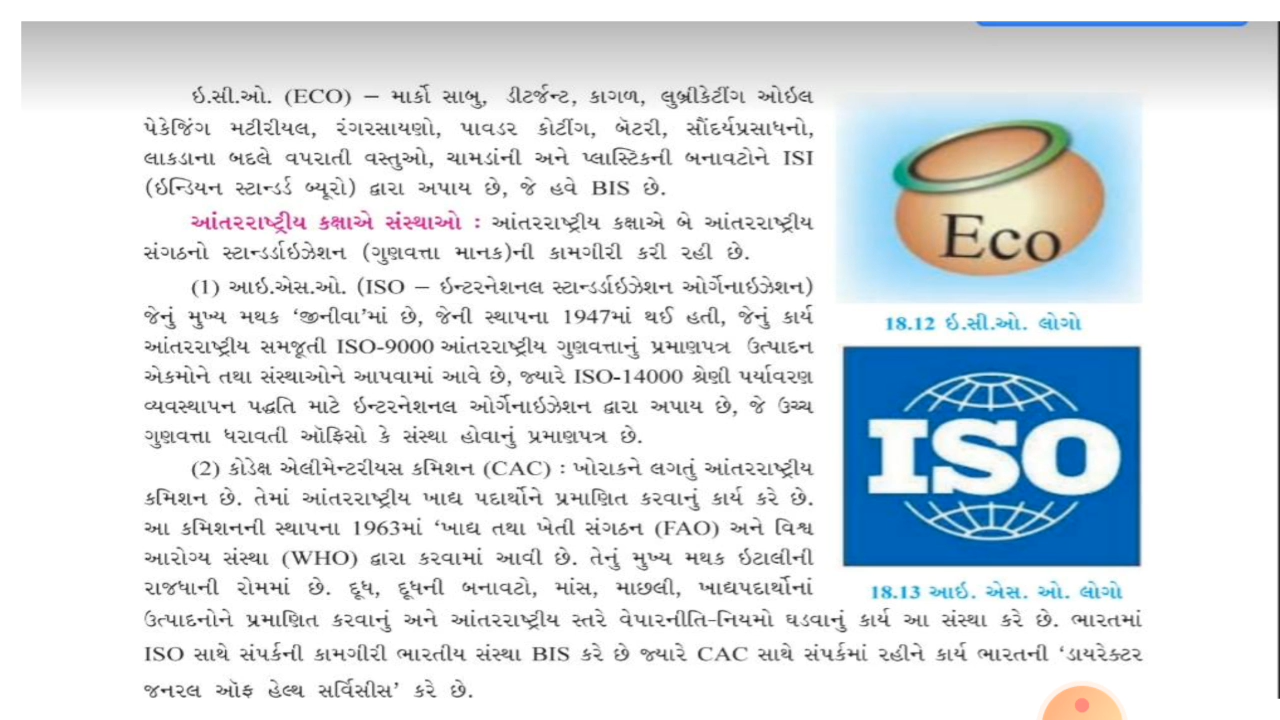 ઇ.સી.ઓ. (ECO) – માર્કો સાબુ, ડીટર્જન્ટ, કાગળ, લુબ્રીકેટીંગ ઓઇલ
પેકેજિંગ મટીરીયલ, રંગરસાયણો, પાવડર કોટીંગ, બૅટરી, સૌંદર્યપ્રસાધનો,
લાકડાના બદલે વપરાતી વસ્તુઓ, ચામડાંની અને પ્લાસ્ટિકની બનાવટોને ISI
(ઇન્ડિયન સ્ટાન્ડર્ડ બ્યૂરો) દ્વારા અપાય છે, જે હવે BIS છે.
આંતરરાષ્ટ્રીય કક્ષાએ સંસ્થાઓ : આંતરરાષ્ટ્રીય કક્ષાએ બે આંતરરાષ્ટ્રીય
સંગઠનો સ્ટાન્ડર્ડાઇઝેશન (ગુણવત્તા માનક)ની કામગીરી કરી રહી છે.
(1) આઇ.એસ.ઓ. (ISO – ઇન્ટરનેશનલ સ્ટાન્ડર્ડાઇઝેશન ઓર્ગેનાઇઝેશન)
જેનું મુખ્ય મથક ‘જીનીવા’માં છે, જેની સ્થાપના 1947માં થઈ હતી, જેનું કાર્ય
આંતરરાષ્ટ્રીય સમજૂતી ISO-9000 આંતરરાષ્ટ્રીય ગુણવત્તાનું પ્રમાણપત્ર ઉત્પાદન
એકમોને તથા સંસ્થાઓને આપવામાં આવે છે, જ્યારે ISO-14000 શ્રેણી પર્યાવરણ
વ્યવસ્થાપન પદ્ધતિ માટે ઇન્ટરનેશનલ ઓર્ગેનાઇઝેશન દ્વારા અપાય છે, જે ઉચ્ચ
ગુણવત્તા ધરાવતી ઑફિસો કે સંસ્થા હોવાનું પ્રમાણપત્ર છે.
(2) કોડેક્ષ એલીમેન્ટરીયસ કમિશન (CAC) : ખોરાકને લગતું આંતરરાષ્ટ્રીય
કમિશન છે. તેમાં આંતરરાષ્ટ્રીય ખાદ્ય પદાર્થોને પ્રમાણિત કરવાનું કાર્ય કરે છે.
આ કમિશનની સ્થાપના 1963માં ‘ખાદ્ય તથા ખેતી સંગઠન (FAO) અને વિશ્વ
આરોગ્ય સંસ્થા (WHO) દ્વારા કરવામાં આવી છે. તેનું મુખ્ય મથક ઇટાલીની
રાજધાની રોમમાં છે. દૂધ, દૂધની બનાવટો, માંસ, માછલી, ખાદ્યપદાર્થોનાં
ઉત્પાદનોને પ્રમાણિત કરવાનું અને આંતરરાષ્ટ્રીય સ્તરે વેપારનીતિ-નિયમો ઘડવાનું કાર્ય આ સંસ્થા કરે છે. ભારતમાં
ISO સાથે સંપર્કની કામગીરી ભારતીય સંસ્થા BIS કરે છે જ્યારે CAC સાથે સંપર્કમાં રહીને કાર્ય ભારતની ‘ડાયરેક્ટર
જનરલ ઑફ હેલ્થ સર્વિસીસ’ કરે છે.
Eco
18.12 ઇ.સી.ઓ. લોગો
ISO
18.13 આઇ. એસ. ઓ. લોગો